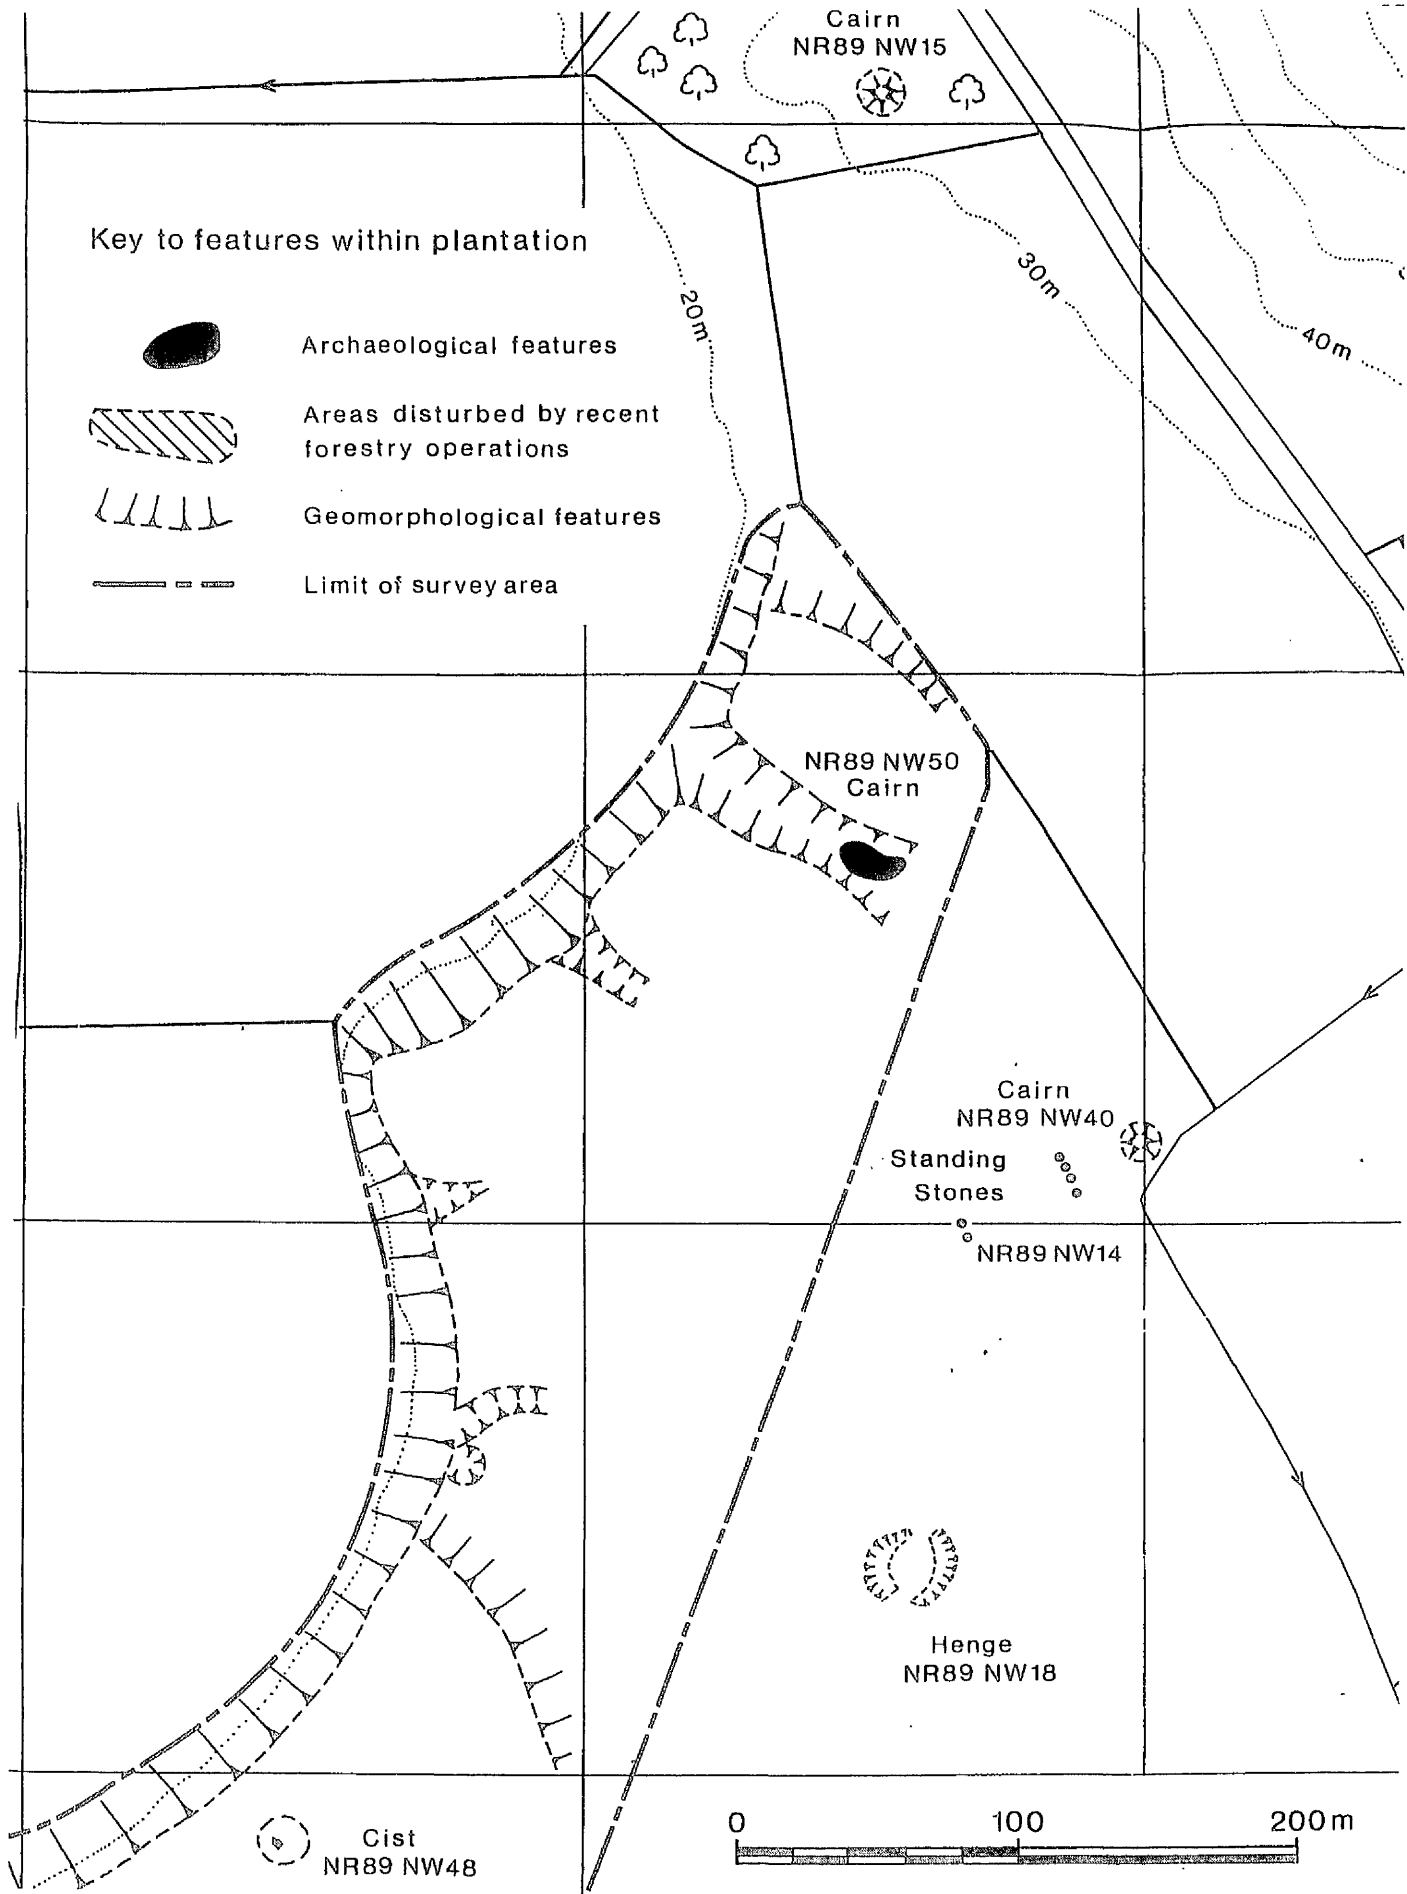 Cairn
NR89 NW15
Key to features within plantation
20m
30m
40m
Archaeological features
Areas disturbed by recent
forestry operations
Geomorphological features
Limit of survey area
NR89 NW50
Cairn
Cairn
NR89 NW40
Standing
Stones
NR89 NW14
Henge
NR89 NW18
Cist
NR89 NW48
0 100 200m